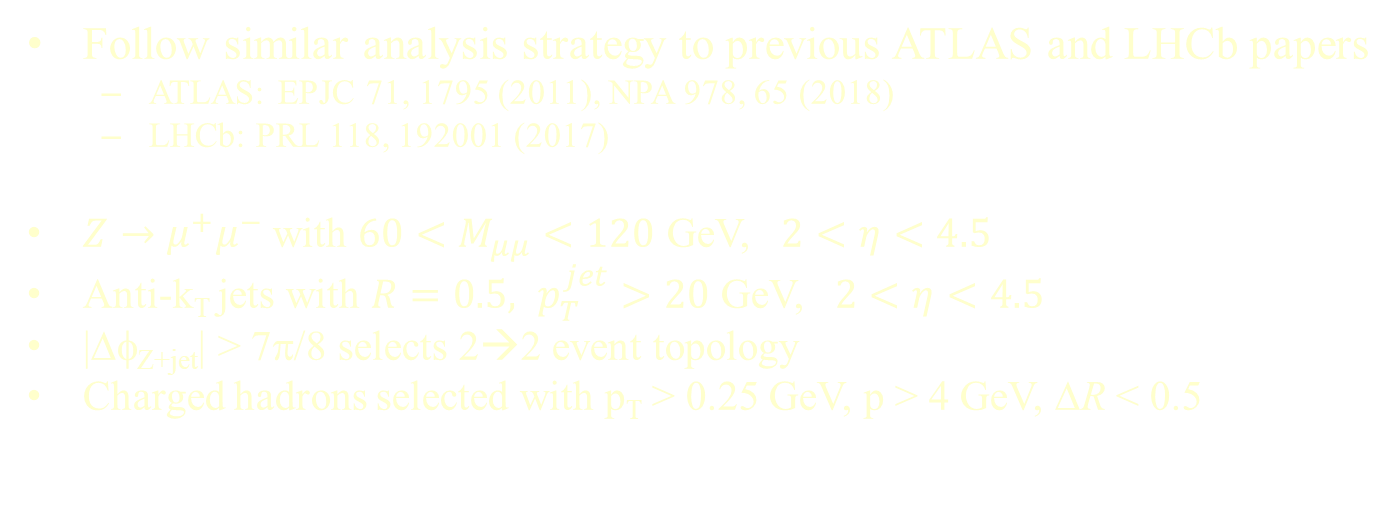 • Follow similar analysis strategy to previous ATLAS and LHCb papers
– ATLAS: EPJC 71, 1795 (2011), NPA 978, 65 (2018)
– LHCb: PRL 118, 192001 (2017)
• Z → μ⁺μ⁻ with 60 < M_{μμ} < 120 GeV, 2 < η < 4.5
• Anti-k_T jets with R = 0.5, p_T^{jet} > 20 GeV, 2 < η < 4.5
• |Δϕ_{Z+jet}| > 7π/8 selects 2→2 event topology
• Charged hadrons selected with p_T > 0.25 GeV, p > 4 GeV, ΔR < 0.5